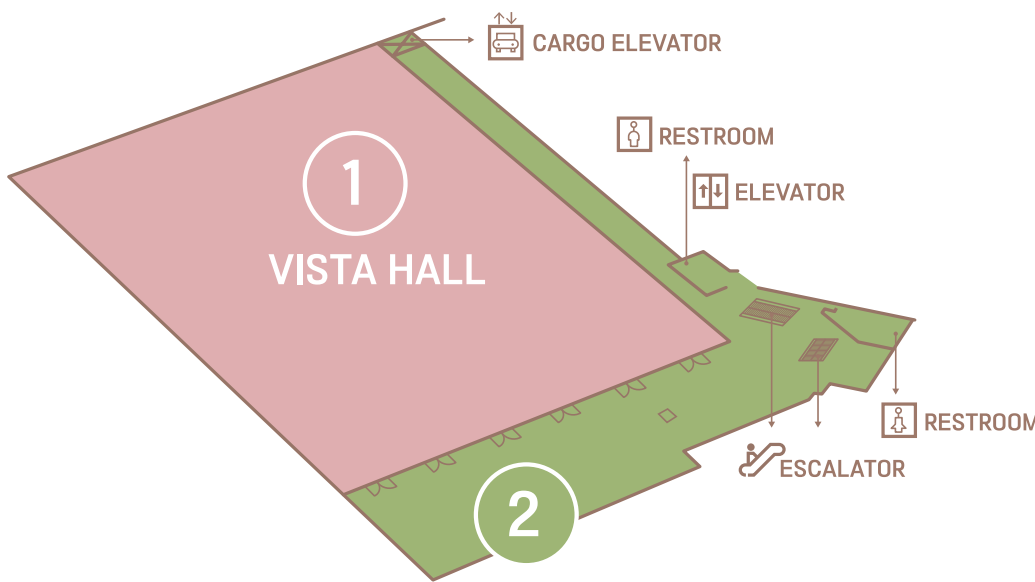 CARGO ELEVATOR
RESTROOM
ELEVATOR
1
VISTA HALL
RESTROOM
ESCALATOR
2